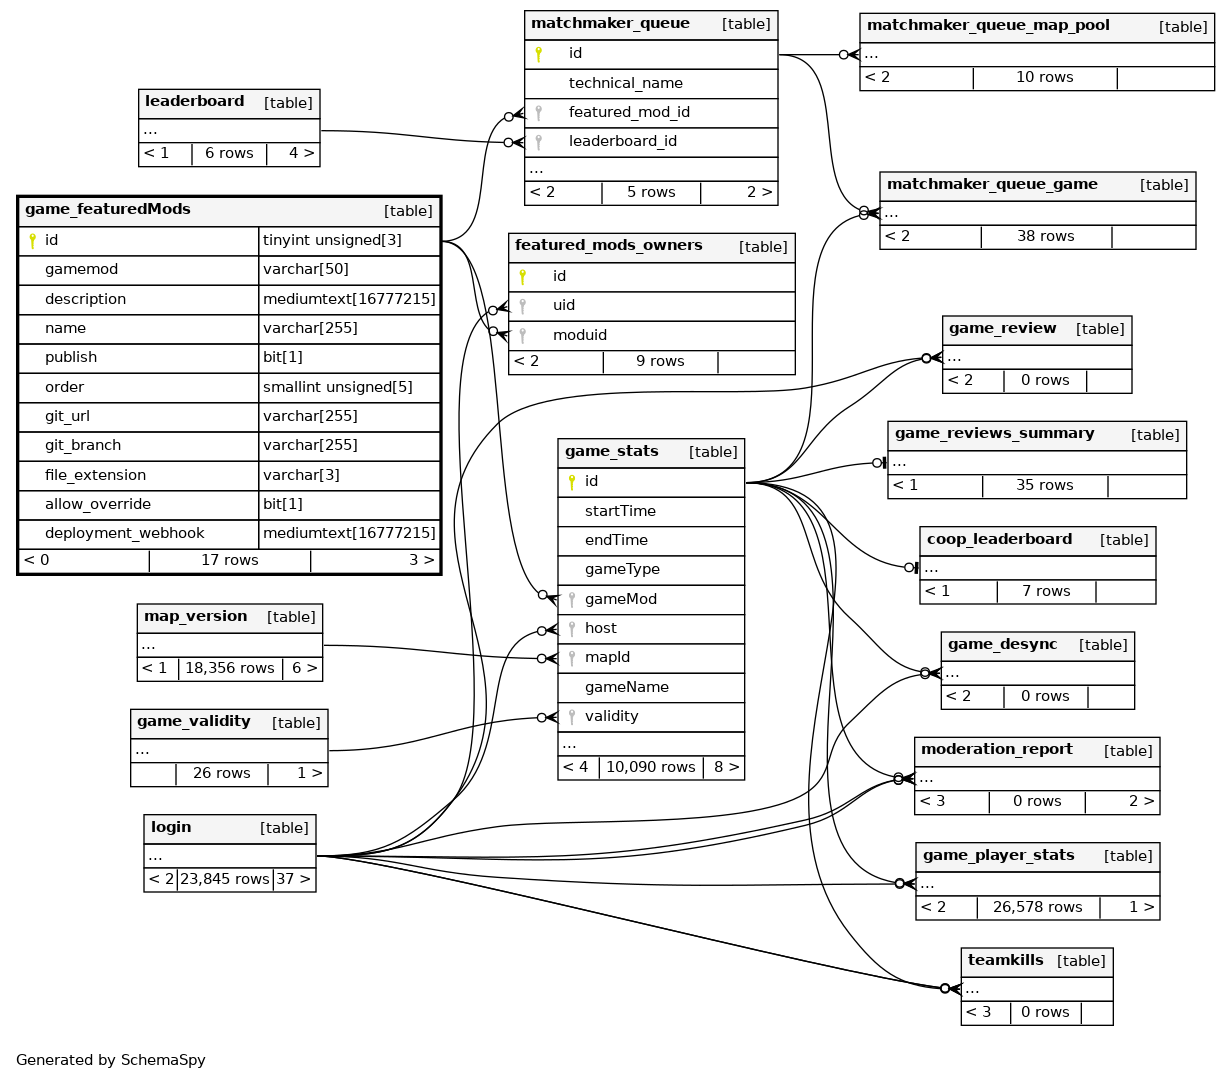 matchmaker_queue [table]
id
technical_name
featured_mod_id
leaderboard_id
...
< 2 5 rows 2 >
matchmaker_queue_map_pool [table]
...
< 2 10 rows
leaderboard [table]
...
< 1 6 rows 4 >
matchmaker_queue_game [table]
...
< 2 38 rows
game_featuredMods [table]
id tinyint unsigned[3]
gamemod varchar[50]
description mediumtext[16777215]
name varchar[255]
publish bit[1]
order smallint unsigned[5]
git_url varchar[255]
git_branch varchar[255]
file_extension varchar[3]
allow_override bit[1]
deployment_webhook mediumtext[16777215]
< 0 17 rows 3 >
featured_mods_owners [table]
id
uid
moduid
< 2 9 rows
game_review [table]
...
< 2 0 rows
game_reviews_summary [table]
...
< 1 35 rows
game_stats [table]
id
startTime
endTime
gameType
gameMod
host
mapId
gameName
validity
...
< 4 10,090 rows 8 >
coop_leaderboard [table]
...
< 1 7 rows
map_version [table]
...
< 1 18,356 rows 6 >
game_desync [table]
...
< 2 0 rows
game_validity [table]
...
26 rows 1 >
moderation_report [table]
...
< 3 0 rows 2 >
login [table]
...
< 2 23,845 rows 37 >
game_player_stats [table]
...
< 2 26,578 rows 1 >
teamkills [table]
...
< 3 0 rows
Generated by SchemaSpy